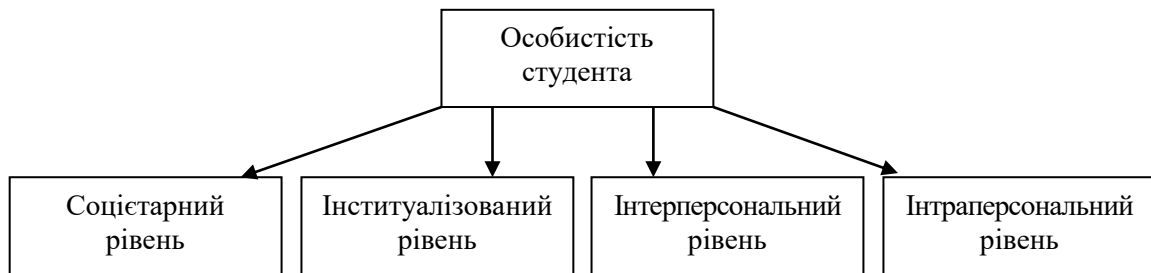 Особистість
студента
Соцієтарний
рівень
Інституалізований
рівень
Інтерперсональний
рівень
Інтраперсональний
рівень